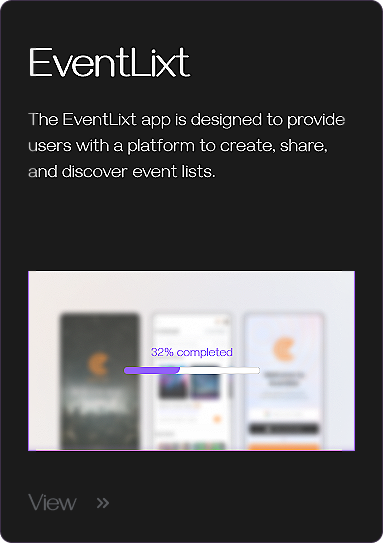 EventLixt
The EventLixt app is designed to provide
users with a platform to create, share,
and discover event lists.
32% completed
View »